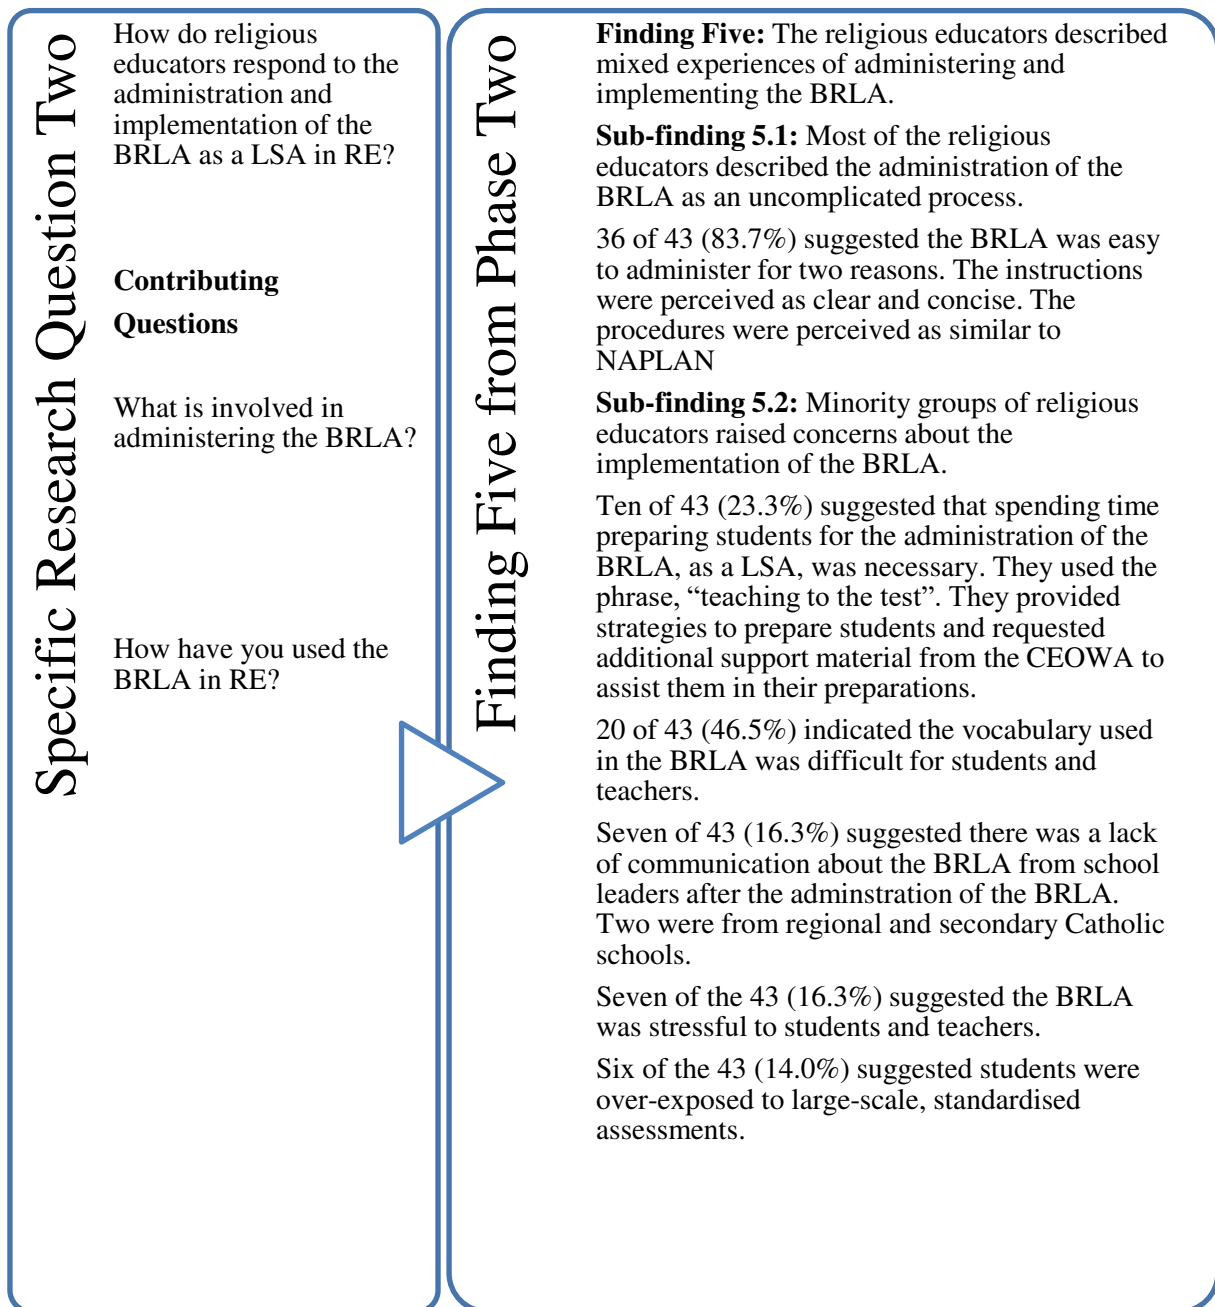 Specific Research Question Two
How do religious
educators respond to the
administration and
implementation of the
BRLA as a LSA in RE?
Contributing
Questions
What is involved in
administering the BRLA?
How have you used the
BRLA in RE?
Finding Five from Phase Two
Finding Five: The religious educators described
mixed experiences of administering and
implementing the BRLA.
Sub-finding 5.1: Most of the religious
educators described the administration of the
BRLA as an uncomplicated process.
36 of 43 (83.7%) suggested the BRLA was easy
to administer for two reasons. The instructions
were perceived as clear and concise. The
procedures were perceived as similar to
NAPLAN
Sub-finding 5.2: Minority groups of religious
educators raised concerns about the
implementation of the BRLA.
Ten of 43 (23.3%) suggested that spending time
preparing students for the administration of the
BRLA, as a LSA, was necessary. They used the
phrase, “teaching to the test”. They provided
strategies to prepare students and requested
additional support material from the CEOWA to
assist them in their preparations.
20 of 43 (46.5%) indicated the vocabulary used
in the BRLA was difficult for students and
teachers.
Seven of 43 (16.3%) suggested there was a lack
of communication about the BRLA from school
leaders after the adminstration of the BRLA.
Two were from regional and secondary Catholic
schools.
Seven of the 43 (16.3%) suggested the BRLA
was stressful to students and teachers.
Six of the 43 (14.0%) suggested students were
over-exposed to large-scale, standardised
assessments.